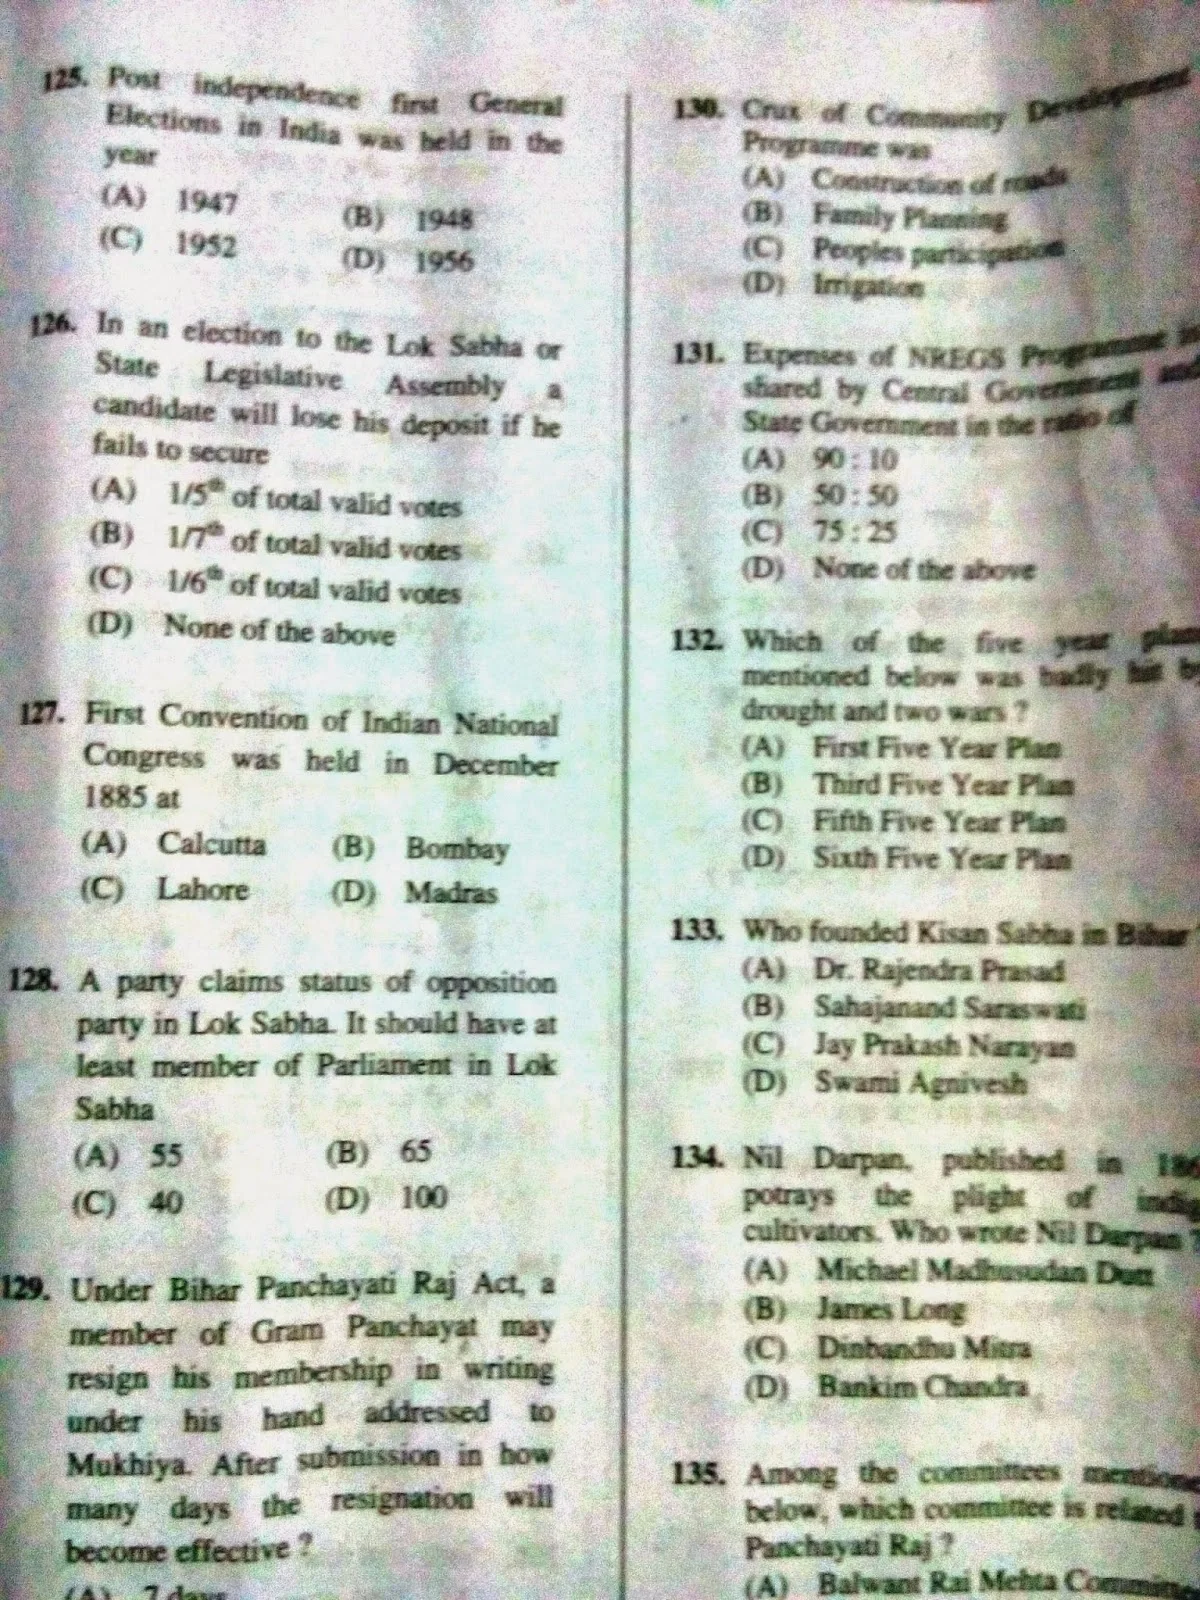 125. Post independence first General
Elections in India was held in the
year
(A) 1947 (B) 1948
(C) 1952 (D) 1956
126. In an election to the Lok Sabha or
State Legislative Assembly a
candidate will lose his deposit if he
fails to secure
(A) 1/5th of total valid votes
(B) 1/7th of total valid votes
(C) 1/6th of total valid votes
(D) None of the above
127. First Convention of Indian National
Congress was held in December
1885 at
(A) Calcutta (B) Bombay
(C) Lahore (D) Madras
128. A party claims status of opposition
party in Lok Sabha. It should have at
least member of Parliament in Lok
Sabha
(A) 55 (B) 65
(C) 40 (D) 100
129. Under Bihar Panchayati Raj Act, a
member of Gram Panchayat may
resign his membership in writing
under his hand addressed to
Mukhiya. After submission in how
many days the resignation will
become effective ?
(A) 7 days
130. Crux of Community Development
Programme was
(A) Construction of roads
(B) Family Planning
(C) Peoples participation
(D) Irrigation
131. Expenses of NREGS Programme is
shared by Central Government and
State Government in the ratio of
(A) 90 : 10
(B) 50 : 50
(C) 75 : 25
(D) None of the above
132. Which of the five year plan
mentioned below was badly hit by
drought and two wars ?
(A) First Five Year Plan
(B) Third Five Year Plan
(C) Fifth Five Year Plan
(D) Sixth Five Year Plan
133. Who founded Kisan Sabha in Bihar
(A) Dr. Rajendra Prasad
(B) Sahajanand Saraswati
(C) Jay Prakash Narayan
(D) Swami Agnivesh
134. Nil Darpan, published in
potrays the plight of
cultivators. Who wrote Nil Darpan ?
(A) Michael Madhusudan Dutt
(B) James Long
(C) Dinbandhu Mitra
(D) Bankim Chandra
135. Among the committees
below, which committee is related
Panchayati Raj ?
(A) Balwant Rai Mehta